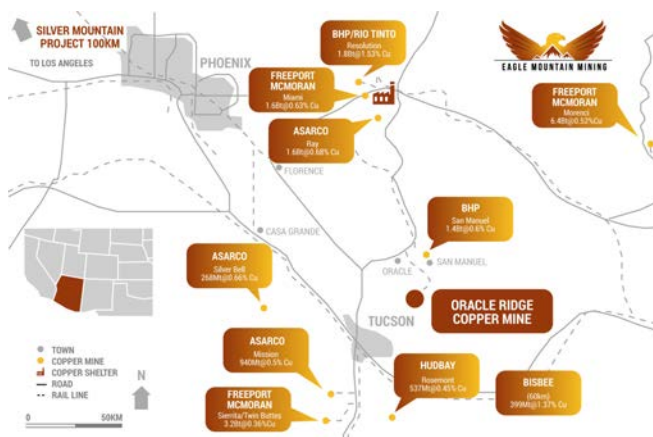 SILVER MOUNTAIN
PROJECT 100KM
TO LOS ANGELES
PHOENIX
BHP/RIO TINTO
Resolution
1.8Bt@1.53% Cu
EAGLE MOUNTAIN MINING
FREEPORT
MCMORAN
Miami
1.6Bt@0.63% Cu
FREEPORT
MCMORAN
Morenci
6.4Bt@0.52%Cu
ASARCO
Ray
1.6Bt@0.68% Cu
FLORENCE
CASA GRANDE
BHP
San Manuel
1.4Bt@0.6% Cu
ORACLE
SAN MANUEL
ASARCO
Silver Bell
268Mt@0.66% Cu
ORACLE RIDGE
COPPER MINE
TUCSON
ASARCO
Mission
940Mt@0.5% Cu
HUDBAY
Rosemont
537Mt@0.45% Cu
BISBEE
(60km)
399Mt@1.37% Cu
FREEPORT
MCMORAN
Sierrita/Twin Buttes
3.2Bt@0.36%Cu
TOWN
COPPER MINE
COPPER SHELTER
ROAD
RAIL LINE
N
0 50KM